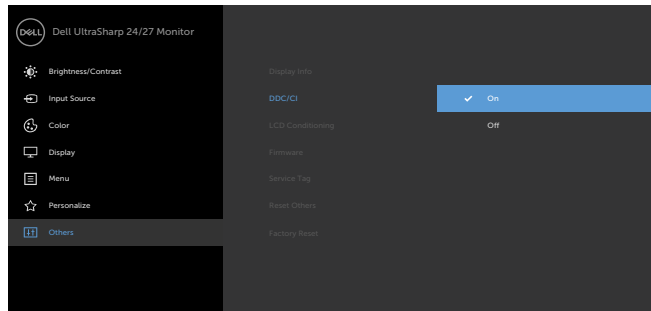 DELL Dell UltraSharp 24/27 Monitor
Brightness/Contrast
Display Info
Input Source
DDC/CI
On
Color
LCD Conditioning
Off
Display
Firmware
Menu
Service Tag
Personalize
Reset Others
Others
Factory Reset